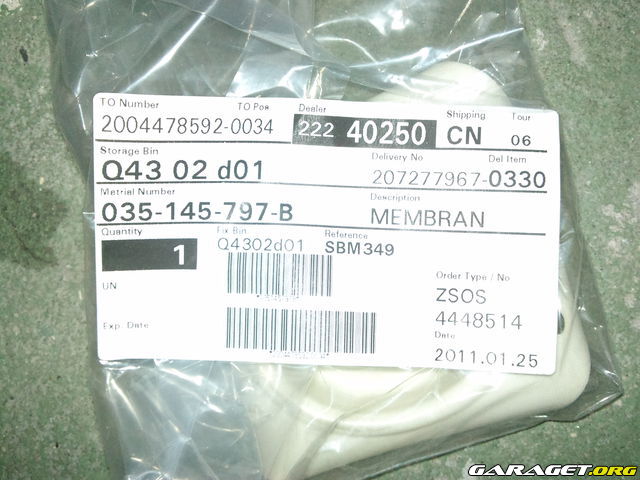 TO Number TO Pos Dealer Shipping Tour
2004478592-0034 222 40250 CN 06
Storage Bin Delivery No Del Item
Q43 02 d01 207277967-0330
Metrial Number Description
035-145-797-B MEMBRAN
Quantity Fix Bin Reference
1 Q4302d01 SBM349
UN
Order Type / No
ZSOS
4448514
Exp. Date
Date
2011.01.25
GARAGET.ORG